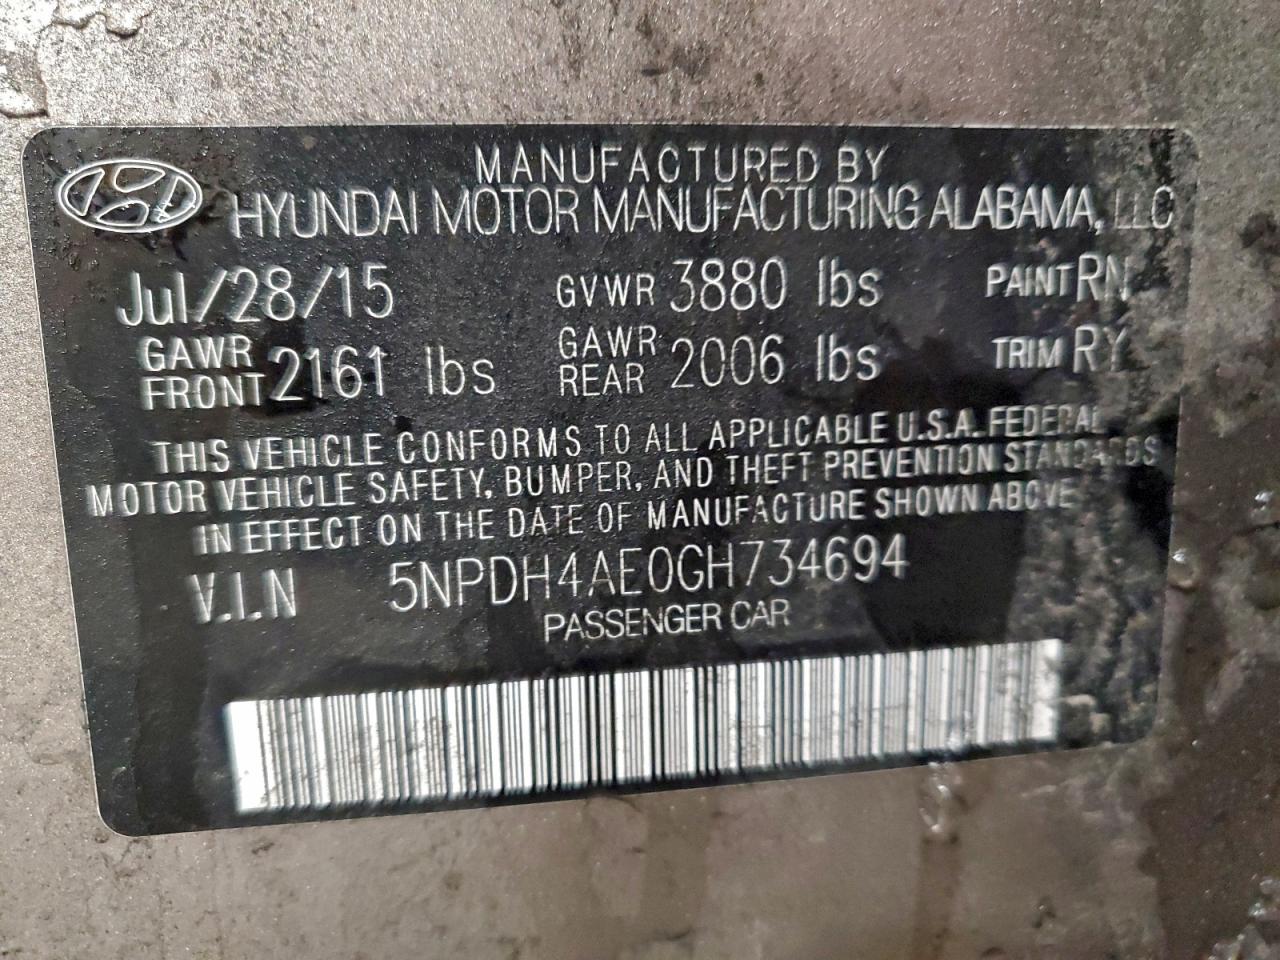 MANUFACTURED BY
HYUNDAI MOTOR MANUFACTURING ALABAMA, LLC
Jul/28/15 GVWR 3880 lbs PAINT RN
GAWR FRONT 2161 lbs GAWR REAR 2006 lbs TRIM RY
THIS VEHICLE CONFORMS TO ALL APPLICABLE U.S.A. FEDERAL
MOTOR VEHICLE SAFETY, BUMPER, AND THEFT PREVENTION STANDARDS
IN EFFECT ON THE DATE OF MANUFACTURE SHOWN ABOVE
V.I.N 5NPDH4AE0GH734694
PASSENGER CAR